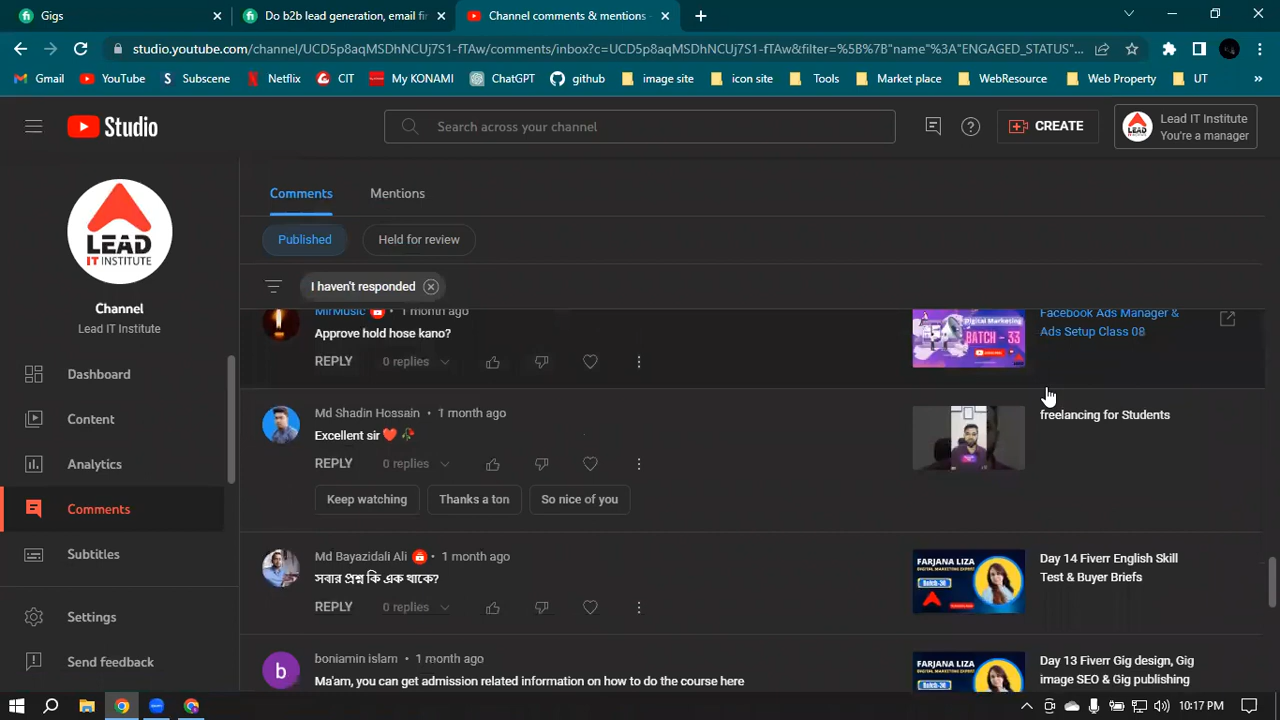 Gigs
Do b2b lead generation, email fi
Channel comments & mentions -
studio.youtube.com/channel/UCD5p8aqMSDhNCUj7S1-fTAw/comments/inbox?c=UCD5p8aqMSDhNCUj7S1-fTAw&filter=%5B%7B"name"%3A"ENGAGED_STATUS"...
Gmail
YouTube
Subscene
Netflix
CIT
My KONAMI
ChatGPT
github
image site
icon site
Tools
Market place
WebResource
Web Property
UT
Studio
Search across your channel
CREATE
Lead IT Institute
You're a manager
LEAD
IT INSTITUTE
Channel
Lead IT Institute
Dashboard
Content
Analytics
Comments
Subtitles
Settings
Send feedback
Comments
Mentions
Published
Held for review
I haven't responded
MirMusic • 1 month ago
Approve hold hose kano?
REPLY
0 replies
Digital Marketing
BATCH - 33
Facebook Ads Manager &
Ads Setup Class 08
Md Shadin Hossain • 1 month ago
Excellent sir❤️🥀
REPLY
0 replies
Keep watching
Thanks a ton
So nice of you
freelancing for Students
Md Bayazidali Ali • 1 month ago
সবার প্রশ্ন কি এক থাকে?
REPLY
0 replies
FARJANA LIZA
DIGITAL MARKETING EXPERT
Day 14 Fiverr English Skill
Test & Buyer Briefs
b
boniamin islam • 1 month ago
Ma'am, you can get admission related information on how to do the course here
FARJANA LIZA
Day 13 Fiverr Gig design, Gig
image SEO & Gig publishing
10:17 PM